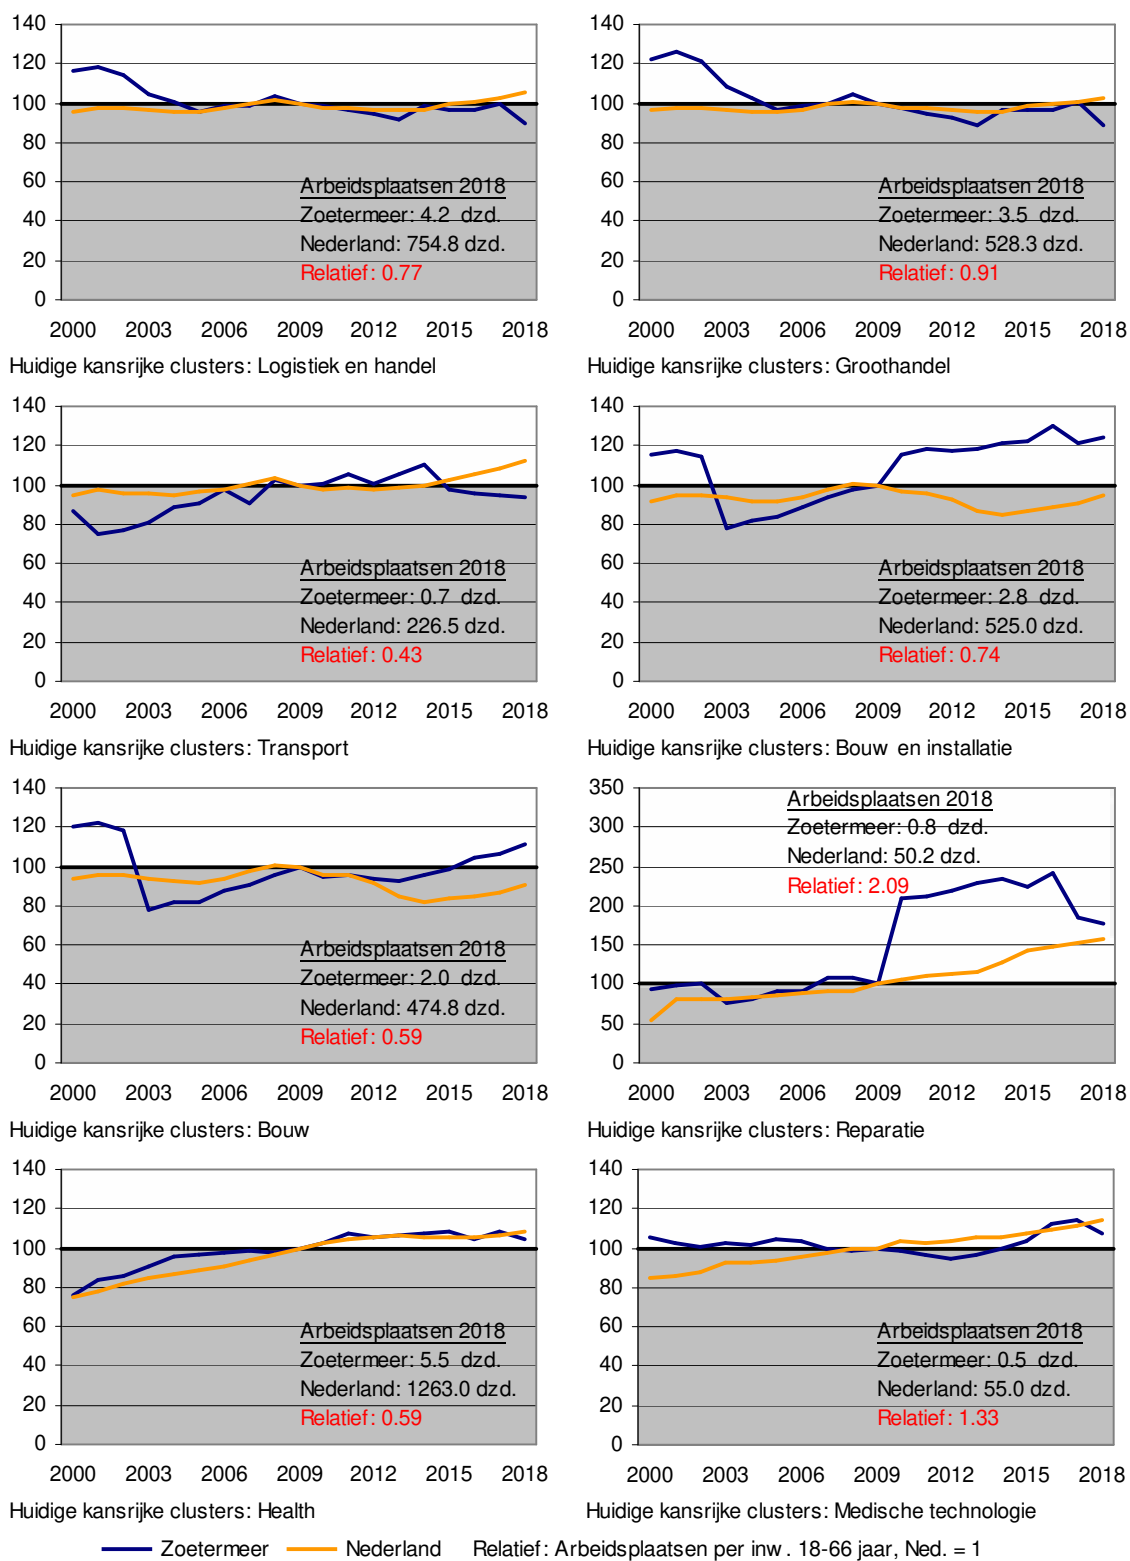 140
120
100
80
60
40
20
0
Arbeidsplaatsen 2018
Zoetermeer: 4.2 dzd.
Nederland: 754.8 dzd.
Relatief: 0.77
2000 2003 2006 2009 2012 2015 2018
Huidige kansrijke clusters: Logistiek en handel
140
120
100
80
60
40
20
0
Arbeidsplaatsen 2018
Zoetermeer: 3.5 dzd.
Nederland: 528.3 dzd.
Relatief: 0.91
2000 2003 2006 2009 2012 2015 2018
Huidige kansrijke clusters: Groothandel
140
120
100
80
60
40
20
0
Arbeidsplaatsen 2018
Zoetermeer: 0.7 dzd.
Nederland: 226.5 dzd.
Relatief: 0.43
2000 2003 2006 2009 2012 2015 2018
Huidige kansrijke clusters: Transport
140
120
100
80
60
40
20
0
Arbeidsplaatsen 2018
Zoetermeer: 2.8 dzd.
Nederland: 525.0 dzd.
Relatief: 0.74
2000 2003 2006 2009 2012 2015 2018
Huidige kansrijke clusters: Bouw en installatie
140
120
100
80
60
40
20
0
Arbeidsplaatsen 2018
Zoetermeer: 2.0 dzd.
Nederland: 474.8 dzd.
Relatief: 0.59
2000 2003 2006 2009 2012 2015 2018
Huidige kansrijke clusters: Bouw
350
300
250
200
150
100
50
0
Arbeidsplaatsen 2018
Zoetermeer: 0.8 dzd.
Nederland: 50.2 dzd.
Relatief: 2.09
2000 2003 2006 2009 2012 2015 2018
Huidige kansrijke clusters: Reparatie
140
120
100
80
60
40
20
0
Arbeidsplaatsen 2018
Zoetermeer: 5.5 dzd.
Nederland: 1263.0 dzd.
Relatief: 0.59
2000 2003 2006 2009 2012 2015 2018
Huidige kansrijke clusters: Health
140
120
100
80
60
40
20
0
Arbeidsplaatsen 2018
Zoetermeer: 0.5 dzd.
Nederland: 55.0 dzd.
Relatief: 1.33
2000 2003 2006 2009 2012 2015 2018
Huidige kansrijke clusters: Medische technologie
Zoetermeer Nederland Relatief: Arbeidsplaatsen per inw. 18-66 jaar, Ned. = 1